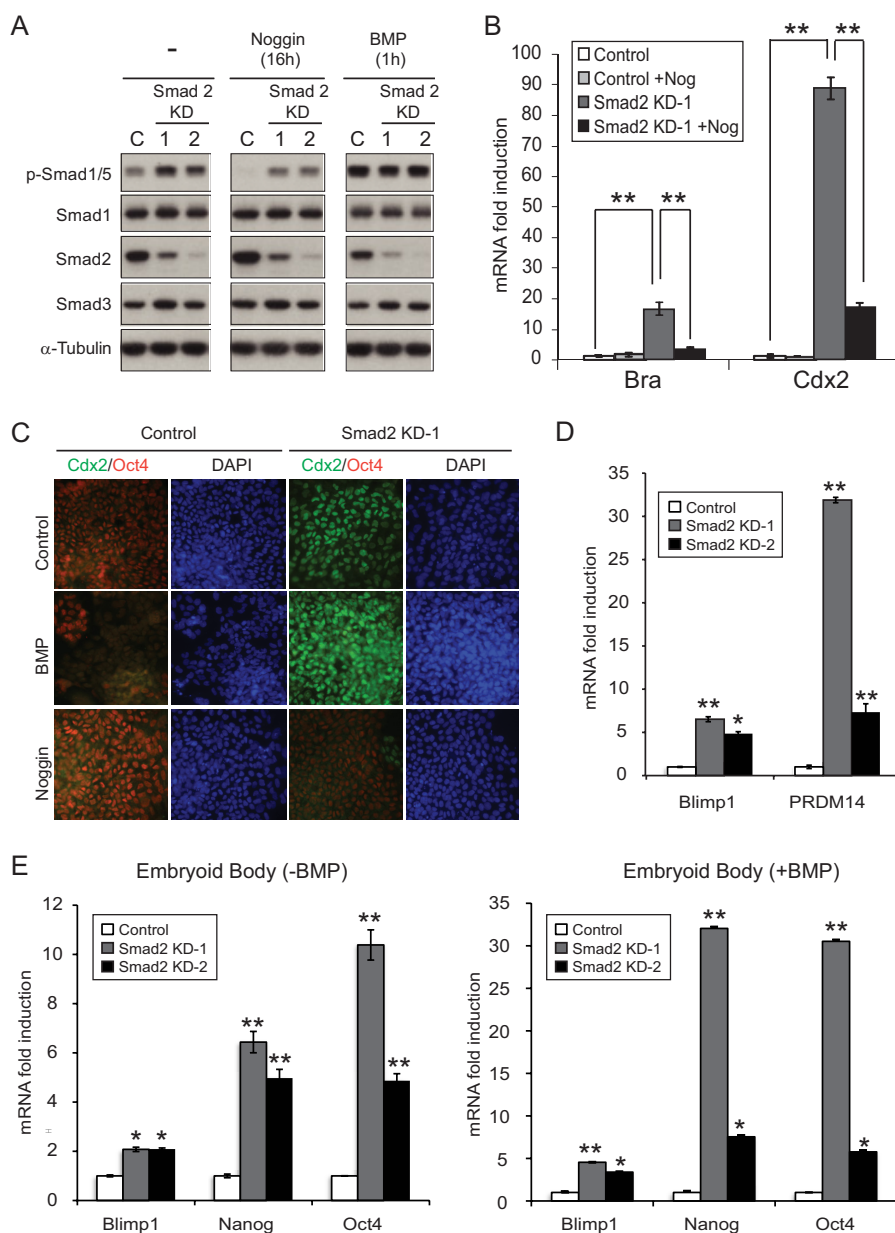 A
–
Noggin
(16h)
BMP
(1h)
Smad 2
KD
Smad 2
KD
Smad 2
KD
C 1 2 C 1 2 C 1 2
p-Smad1/5
Smad1
Smad2
Smad3
α-Tubulin
B
mRNA fold induction
100
90
80
70
60
50
40
30
20
10
0
Control
Control +Nog
Smad2 KD-1
Smad2 KD-1 +Nog
** **
** **
Bra Cdx2
C
Control Smad2 KD-1
Cdx2/Oct4 DAPI Cdx2/Oct4 DAPI
Control
BMP
Noggin
D
mRNA fold induction
35
30
25
20
15
10
5
0
Control
Smad2 KD-1
Smad2 KD-2
** * ** **
Blimp1 PRDM14
E
Embryoid Body (-BMP)
mRNA fold induction
12
10
8
6
4
2
0
Control
Smad2 KD-1
Smad2 KD-2
* * ** ** ** **
Blimp1 Nanog Oct4
Embryoid Body (+BMP)
mRNA fold induction
35
30
25
20
15
10
5
0
Control
Smad2 KD-1
Smad2 KD-2
** * ** * ** *
Blimp1 Nanog Oct4